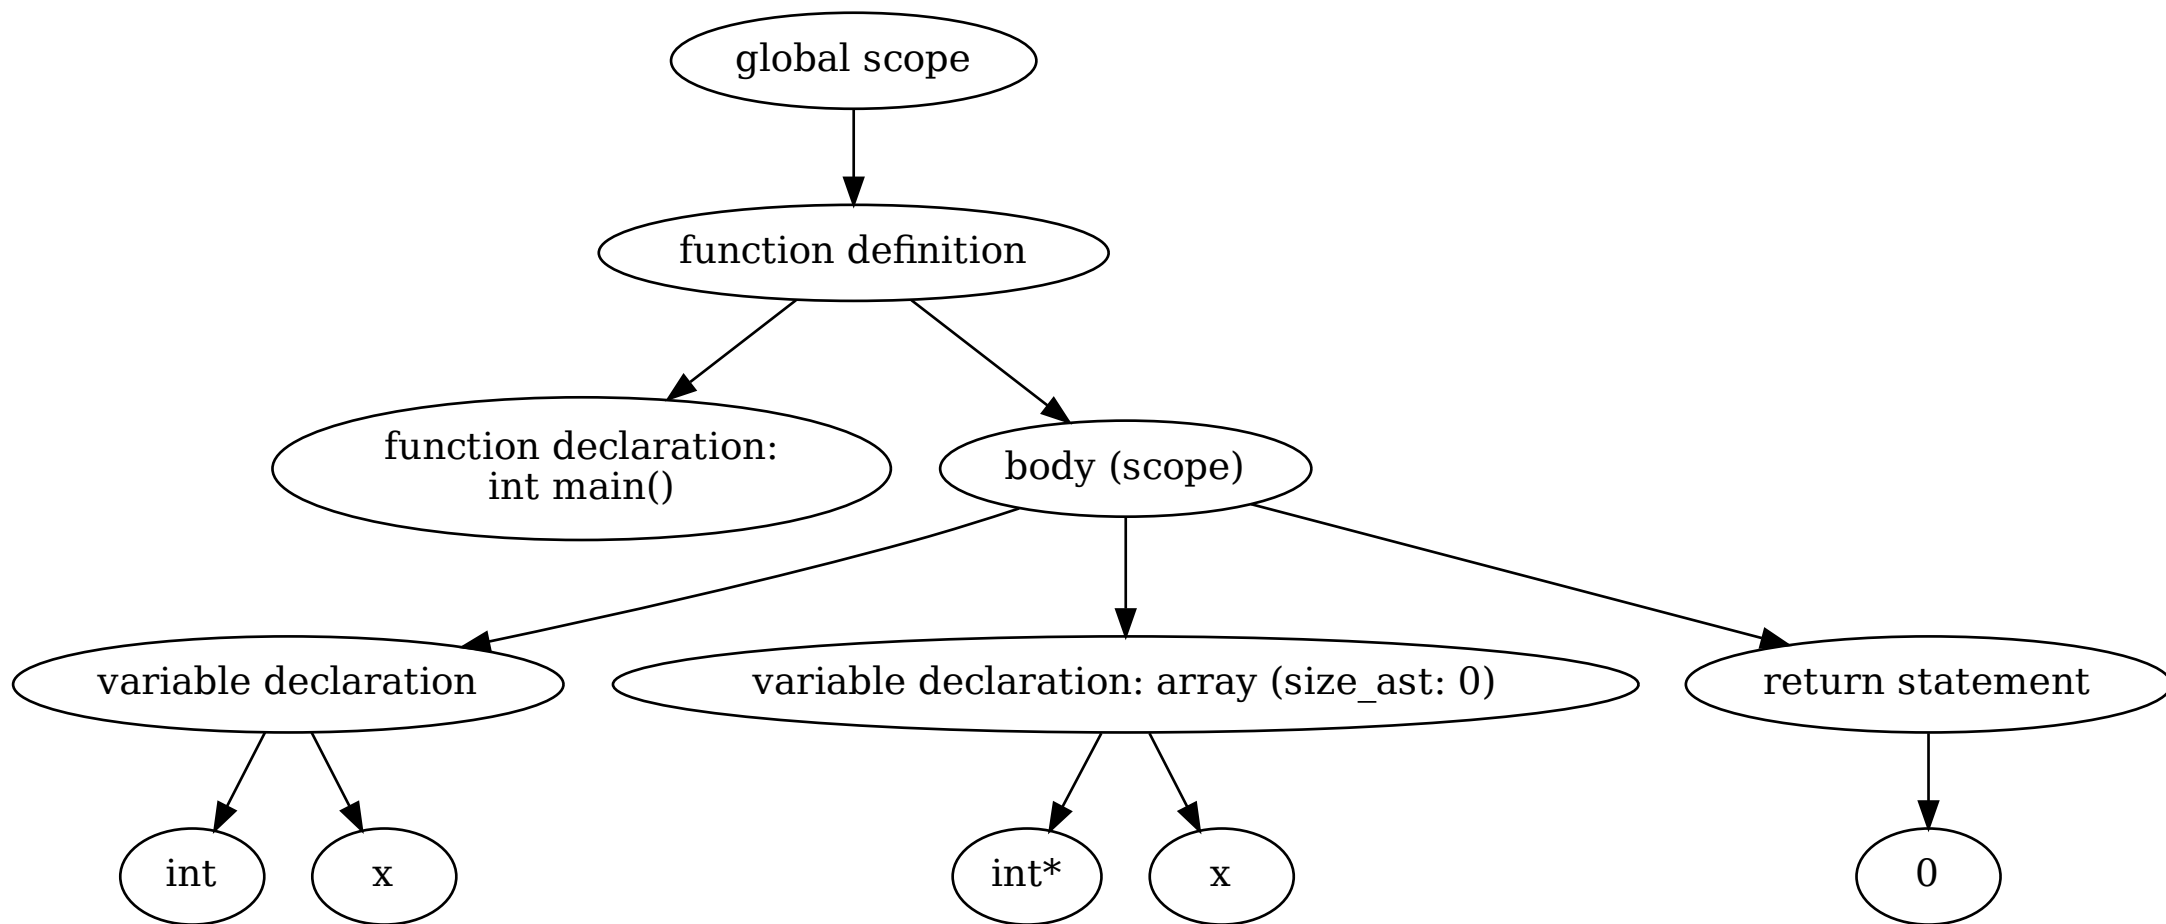 global scope
function definition
function declaration:
int main()
body (scope)
variable declaration
variable declaration: array (size_ast: 0)
return statement
int
x
int*
x
0